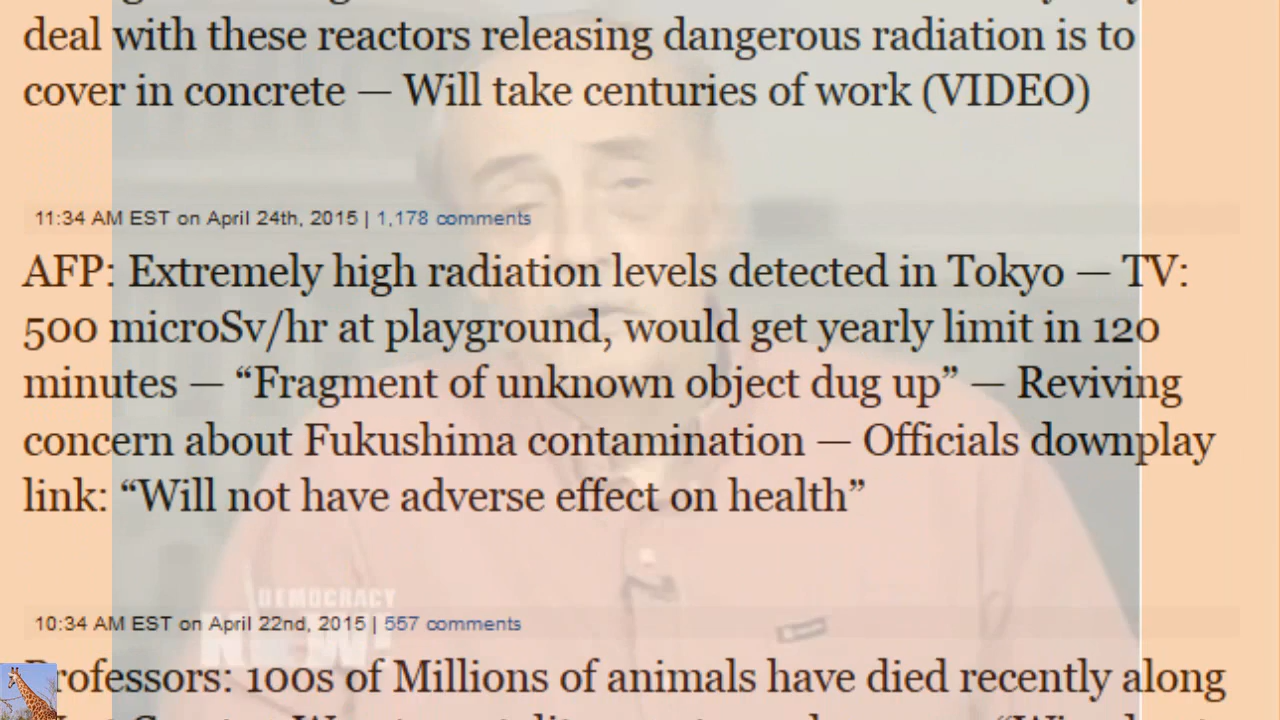 deal with these reactors releasing dangerous radiation is to
cover in concrete — Will take centuries of work (VIDEO)
11:34 AM EST on April 24th, 2015 | 1,178 comments
AFP: Extremely high radiation levels detected in Tokyo — TV:
500 microSv/hr at playground, would get yearly limit in 120
minutes — “Fragment of unknown object dug up” — Reviving
concern about Fukushima contamination — Officials downplay
link: “Will not have adverse effect on health”
DEMOCRACY
NOW!
10:34 AM EST on April 22nd, 2015 | 557 comments
Professors: 100s of Millions of animals have died recently along